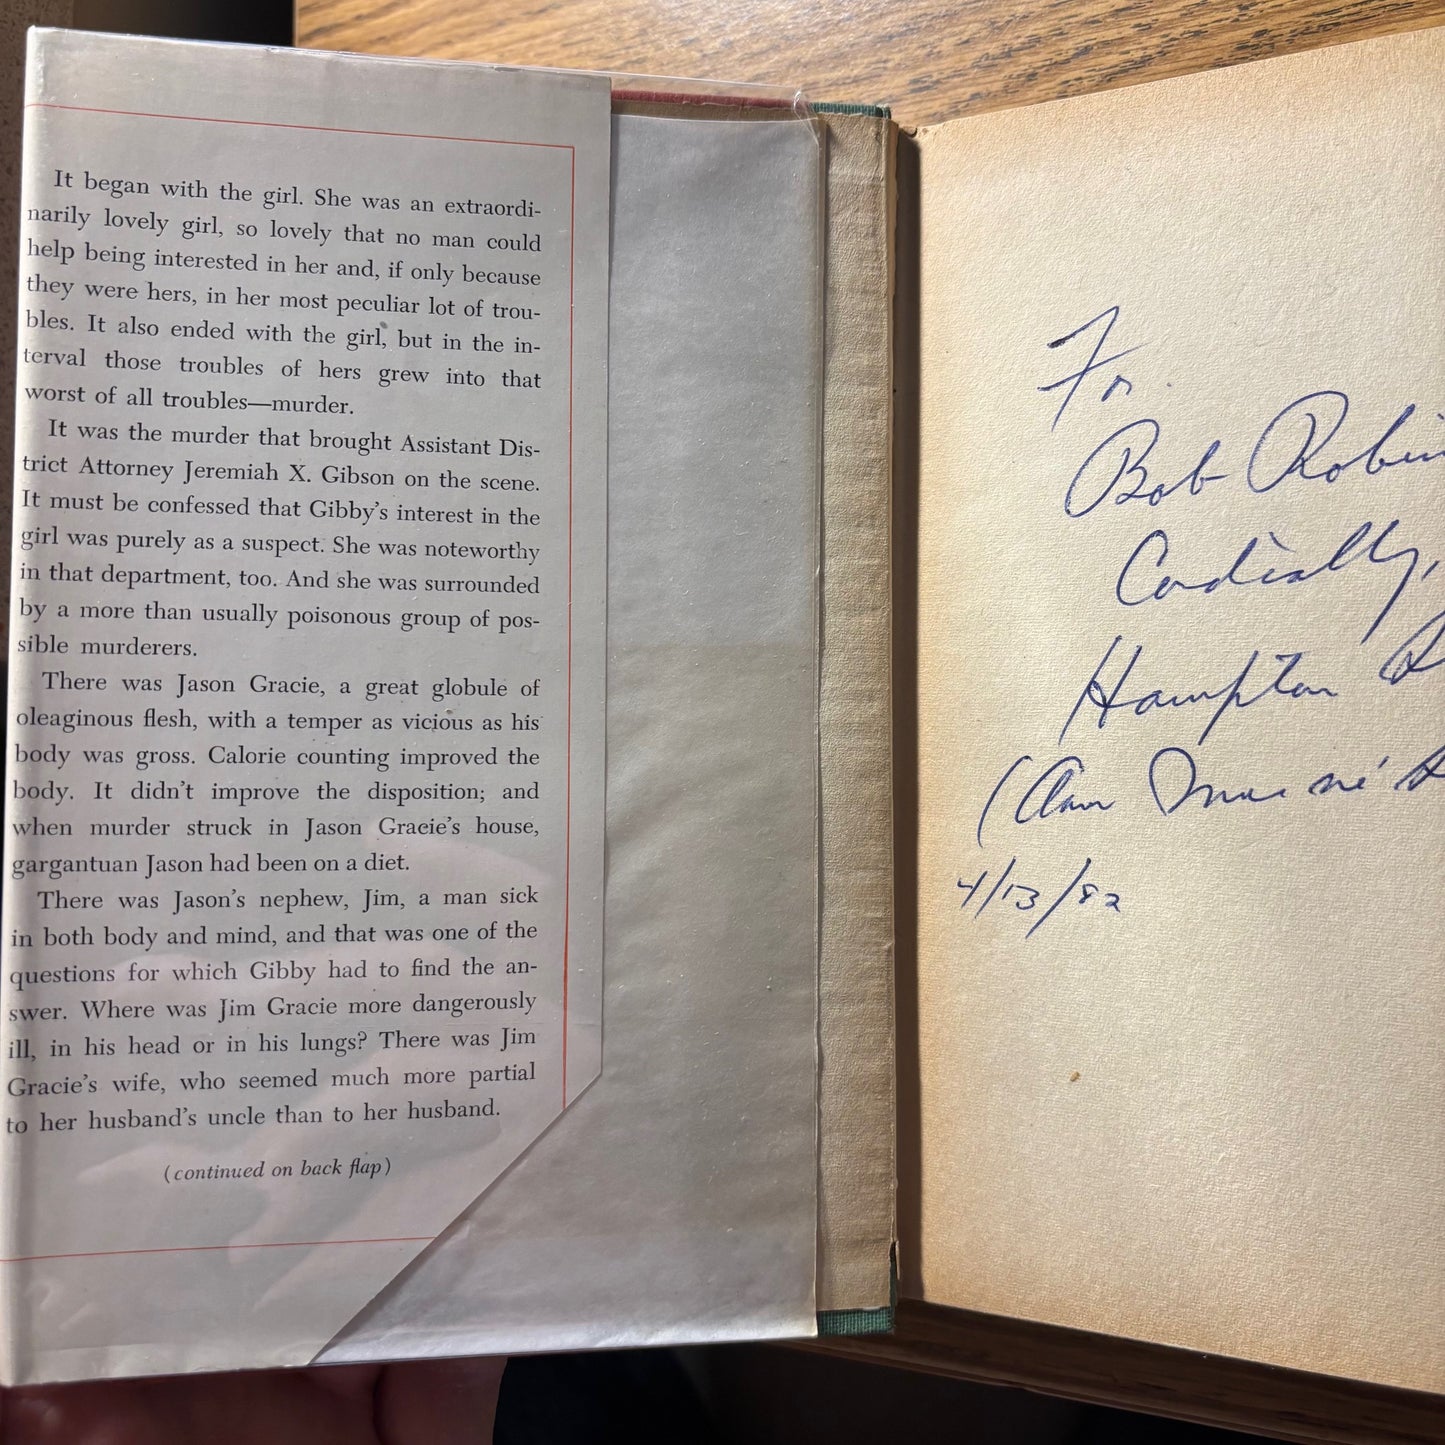 It began with the girl. She was an extraordi-
narily lovely girl, so lovely that no man could
help being interested in her and, if only because
they were hers, in her most peculiar lot of trou-
bles. It also ended with the girl, but in the in-
terval those troubles of hers grew into that
worst of all troubles—murder.
It was the murder that brought Assistant Dis-
trict Attorney Jeremiah X. Gibson on the scene.
It must be confessed that Gibby's interest in the
girl was purely as a suspect. She was noteworthy
in that department, too. And she was surrounded
by a more than usually poisonous group of pos-
sible murderers.
There was Jason Gracie, a great globule of
oleaginous flesh, with a temper as vicious as his
body was gross. Calorie counting improved the
body. It didn't improve the disposition; and
when murder struck in Jason Gracie's house,
gargantuan Jason had been on a diet.
There was Jason's nephew, Jim, a man sick
in both body and mind, and that was one of the
questions for which Gibby had to find the an-
swer. Where was Jim Gracie more dangerously
ill, in his head or in his lungs? There was Jim
Gracie's wife, who seemed much more partial
to her husband's uncle than to her husband.
(continued on back flap)
For
Bob Robin
Cordially,
Hampton S
(Aaron
4/13/82